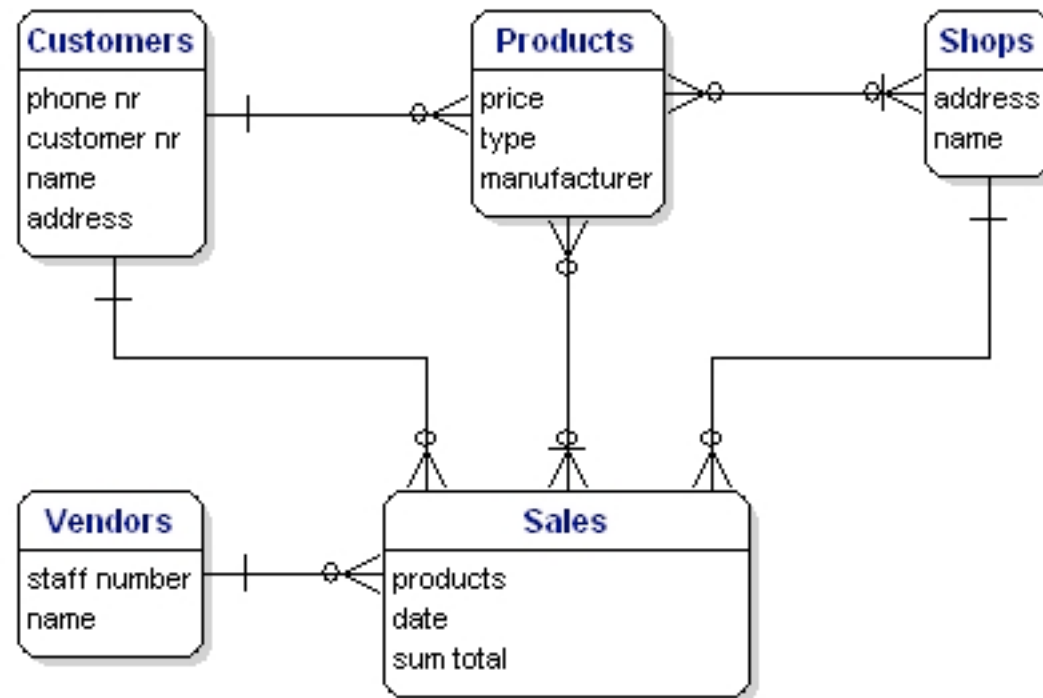 Customers
phone nr
customer nr
name
address
Products
price
type
manufacturer
Shops
address
name
Vendors
staff number
name
Sales
products
date
sum total